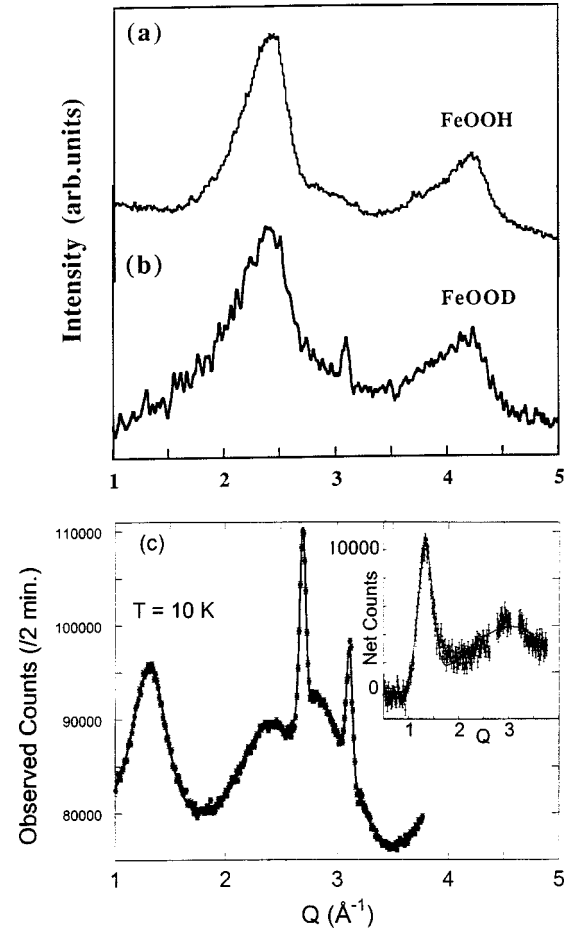 (a)
FeOOH
(b)
FeOOD
Intensity (arb.units)
1 2 3 4 5
(c)
T = 10 K
110000
100000
90000
80000
Observed Counts (/2 min.)
1 2 3 4 5
Q (Å⁻¹)
10000
0
Net Counts
1 2 3
Q